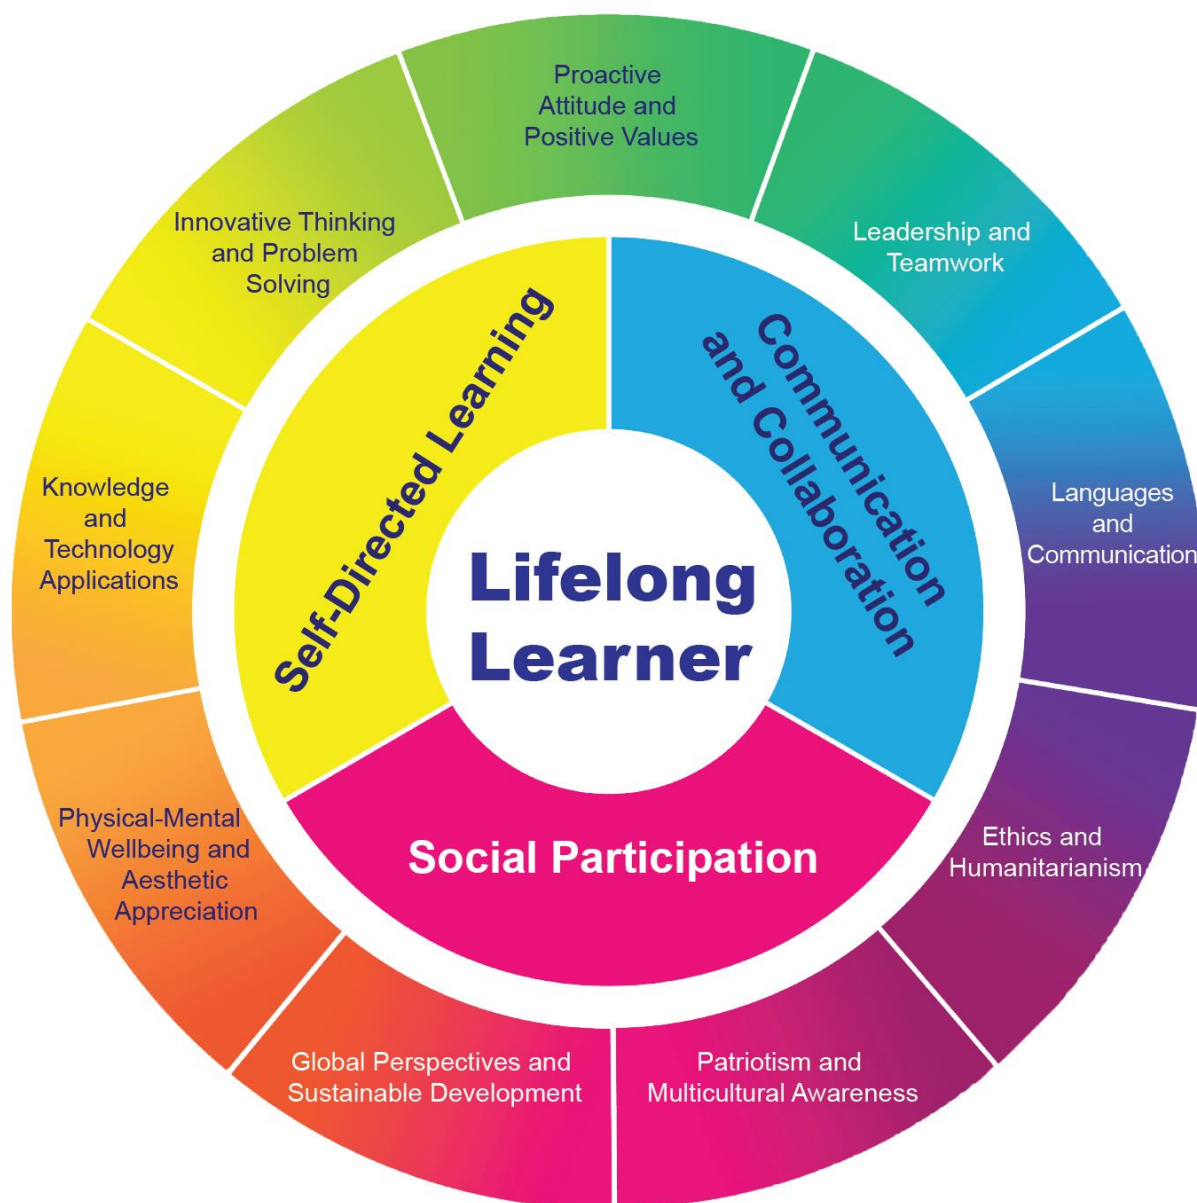 Proactive
Attitude and
Positive Values
Leadership and
Teamwork
Languages
and
Communication
Ethics and
Humanitarianism
Patriotism and
Multicultural Awareness
Global Perspectives and
Sustainable Development
Physical-Mental
Wellbeing and
Aesthetic
Appreciation
Knowledge
and
Technology
Applications
Innovative Thinking
and Problem
Solving
Self-Directed Learning
Communication
and Collaboration
Social Participation
Lifelong
Learner